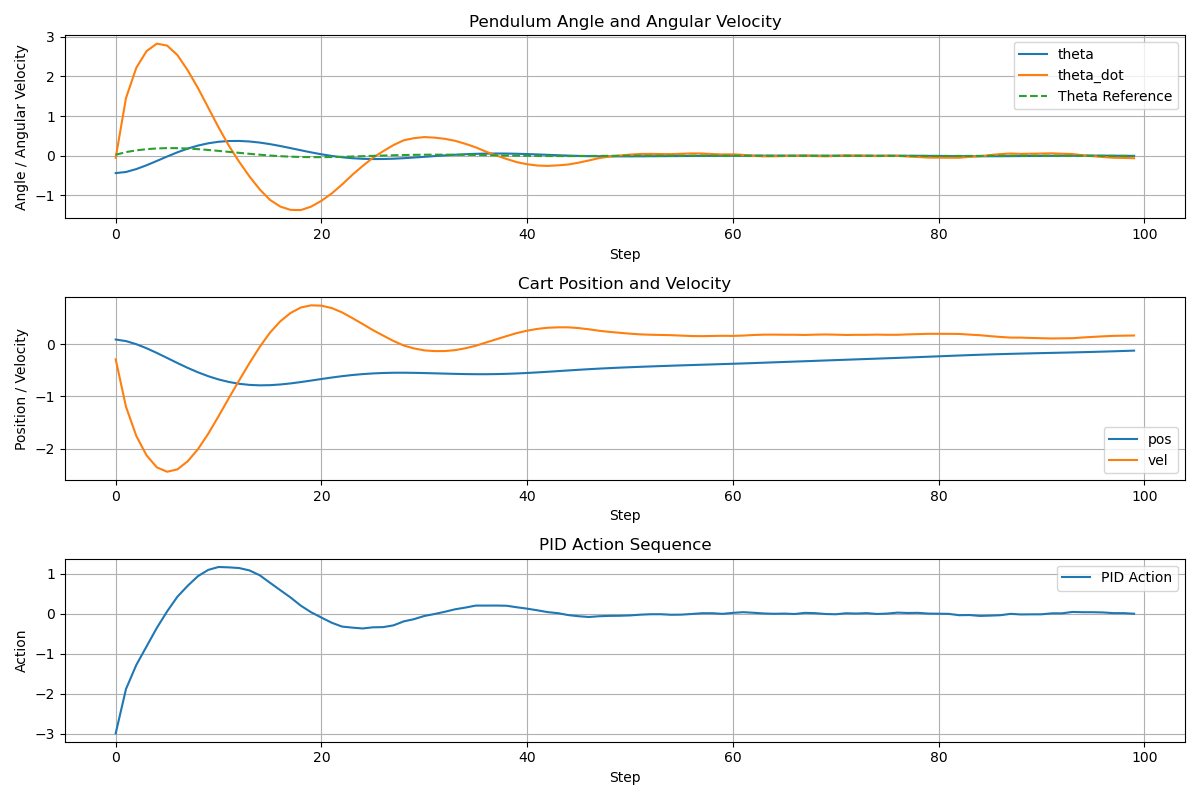 Pendulum Angle and Angular Velocity
Angle / Angular Velocity
3
2
1
0
−1
theta
theta_dot
Theta Reference
0 20 40 60 80 100
Step
Cart Position and Velocity
Position / Velocity
0
−1
−2
pos
vel
0 20 40 60 80 100
Step
PID Action Sequence
Action
1
0
−1
−2
−3
PID Action
0 20 40 60 80 100
Step